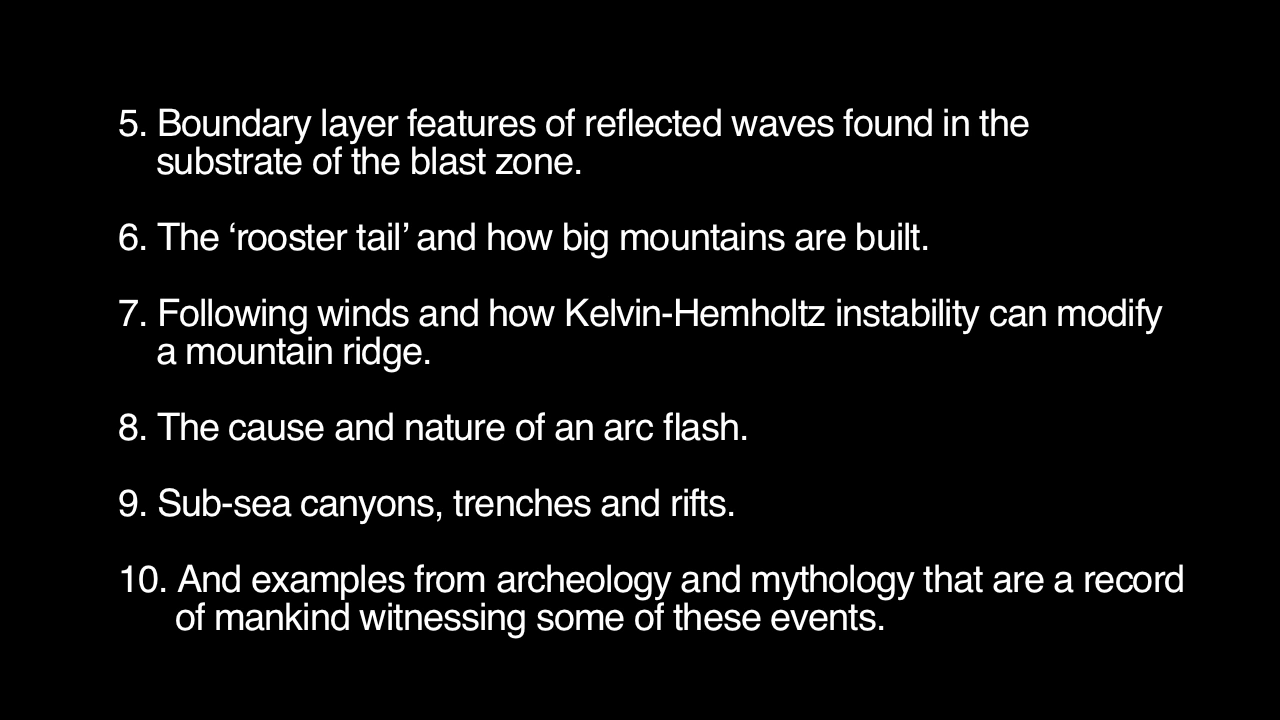 5. Boundary layer features of reflected waves found in the
substrate of the blast zone.
6. The ‘rooster tail’ and how big mountains are built.
7. Following winds and how Kelvin-Hemholtz instability can modify
a mountain ridge.
8. The cause and nature of an arc flash.
9. Sub-sea canyons, trenches and rifts.
10. And examples from archeology and mythology that are a record
of mankind witnessing some of these events.